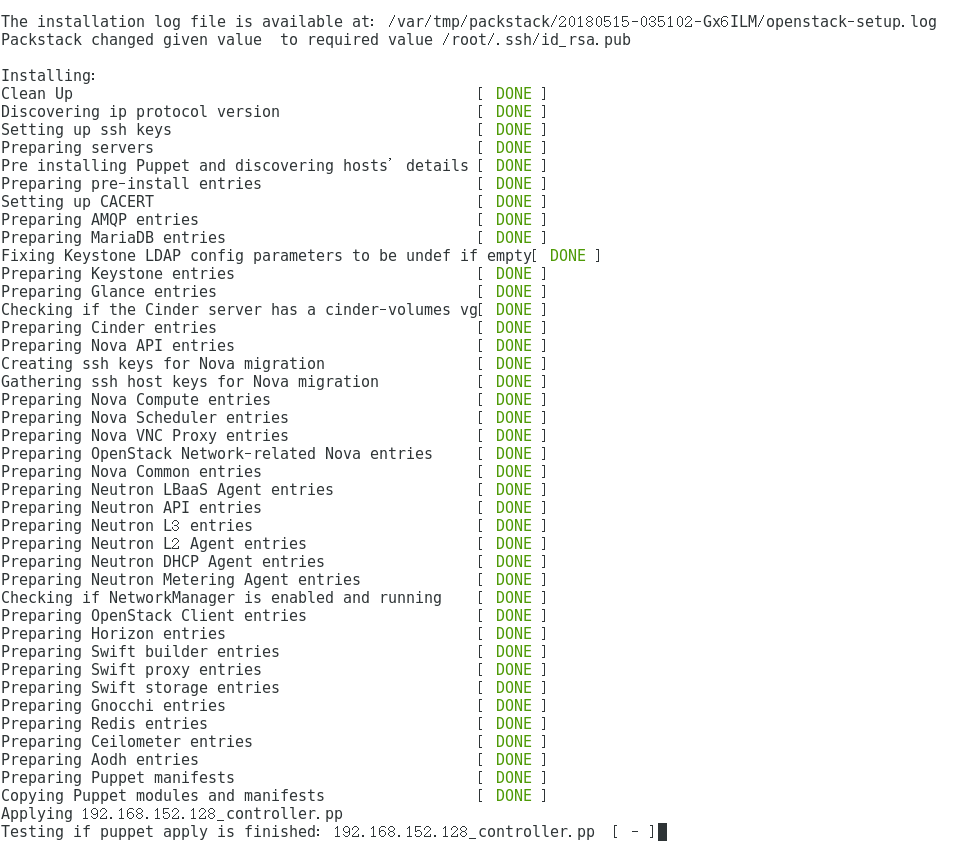 The installation log file is available at: /var/tmp/packstack/20180515-035102-Gx6ILM/openstack-setup.log
Packstack changed given value  to required value /root/.ssh/id_rsa.pub

Installing:
Clean Up                                             [ DONE ]
Discovering ip protocol version                      [ DONE ]
Setting up ssh keys                                  [ DONE ]
Preparing servers                                    [ DONE ]
Pre installing Puppet and discovering hosts' details [ DONE ]
Preparing pre-install entries                        [ DONE ]
Setting up CACERT                                    [ DONE ]
Preparing AMQP entries                               [ DONE ]
Preparing MariaDB entries                            [ DONE ]
Fixing Keystone LDAP config parameters to be undef if empty[ DONE ]
Preparing Keystone entries                           [ DONE ]
Preparing Glance entries                             [ DONE ]
Checking if the Cinder server has a cinder-volumes vg[ DONE ]
Preparing Cinder entries                             [ DONE ]
Preparing Nova API entries                           [ DONE ]
Creating ssh keys for Nova migration                 [ DONE ]
Gathering ssh host keys for Nova migration           [ DONE ]
Preparing Nova Compute entries                       [ DONE ]
Preparing Nova Scheduler entries                     [ DONE ]
Preparing Nova VNC Proxy entries                     [ DONE ]
Preparing OpenStack Network-related Nova entries     [ DONE ]
Preparing Nova Common entries                        [ DONE ]
Preparing Neutron LBaaS Agent entries                [ DONE ]
Preparing Neutron API entries                        [ DONE ]
Preparing Neutron L3 entries                         [ DONE ]
Preparing Neutron L2 Agent entries                   [ DONE ]
Preparing Neutron DHCP Agent entries                 [ DONE ]
Preparing Neutron Metering Agent entries             [ DONE ]
Checking if NetworkManager is enabled and running    [ DONE ]
Preparing OpenStack Client entries                   [ DONE ]
Preparing Horizon entries                            [ DONE ]
Preparing Swift builder entries                      [ DONE ]
Preparing Swift proxy entries                        [ DONE ]
Preparing Swift storage entries                      [ DONE ]
Preparing Gnocchi entries                            [ DONE ]
Preparing Redis entries                              [ DONE ]
Preparing Ceilometer entries                         [ DONE ]
Preparing Aodh entries                               [ DONE ]
Preparing Puppet manifests                           [ DONE ]
Copying Puppet modules and manifests                 [ DONE ]
Applying 192.168.152.128_controller.pp
Testing if puppet apply is finished: 192.168.152.128_controller.pp  [ - ]